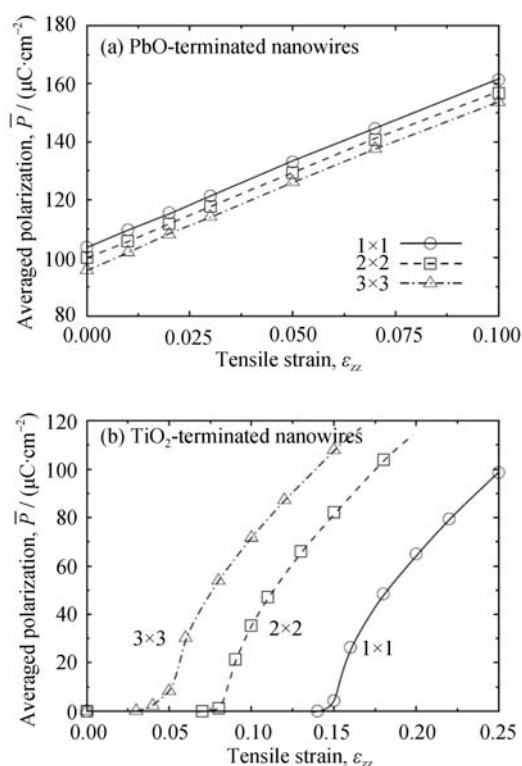 180
(a) PbO-terminated nanowires
160
140
120
100
80
Averaged polarization, P̅ / (μC·cm⁻²)
1×1
2×2
3×3
0.000 0.025 0.050 0.075 0.100
Tensile strain, εzz
120
(b) TiO₂-terminated nanowires
100
80
60
40
20
0
Averaged polarization, P̅ / (μC·cm⁻²)
3×3
2×2
1×1
0.00 0.05 0.10 0.15 0.20 0.25
Tensile strain, εzz